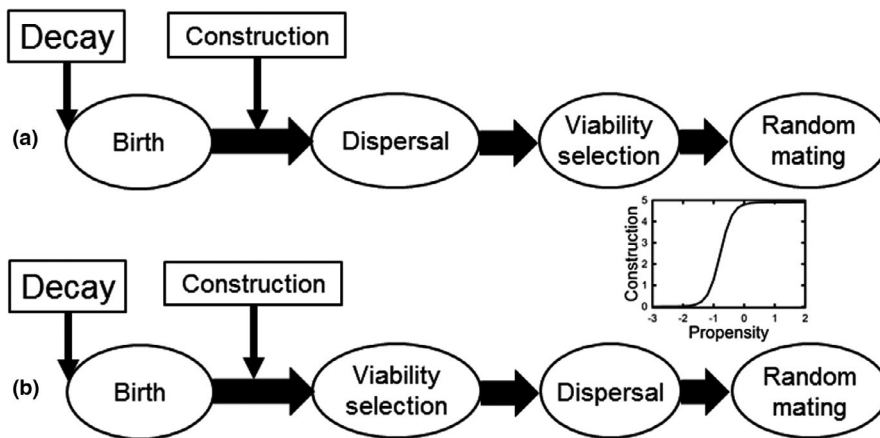 Decay
Construction
(a)
Birth
Dispersal
Viability
selection
Random
mating
5
4
3
2
1
0
Construction
-3 -2 -1 0 1 2
Propensity
Decay
Construction
(b)
Birth
Viability
selection
Dispersal
Random
mating